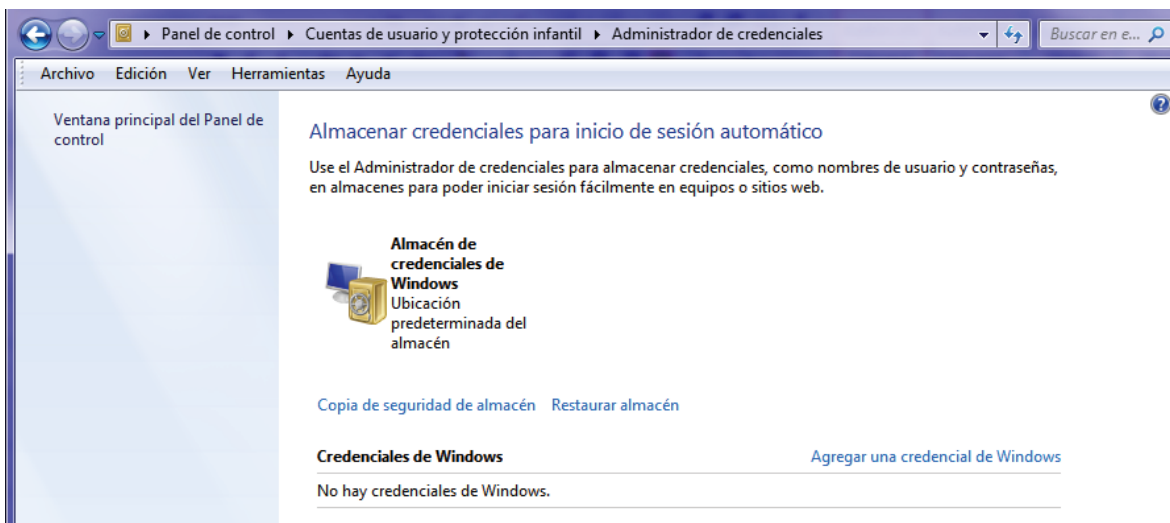 Panel de control ▸ Cuentas de usuario y protección infantil ▸ Administrador de credenciales
Buscar en e...
Archivo Edición Ver Herramientas Ayuda
Ventana principal del Panel de
control
Almacenar credenciales para inicio de sesión automático
Use el Administrador de credenciales para almacenar credenciales, como nombres de usuario y contraseñas,
en almacenes para poder iniciar sesión fácilmente en equipos o sitios web.
Almacén de
credenciales de
Windows
Ubicación
predeterminada del
almacén
Copia de seguridad de almacén Restaurar almacén
Credenciales de Windows Agregar una credencial de Windows
No hay credenciales de Windows.